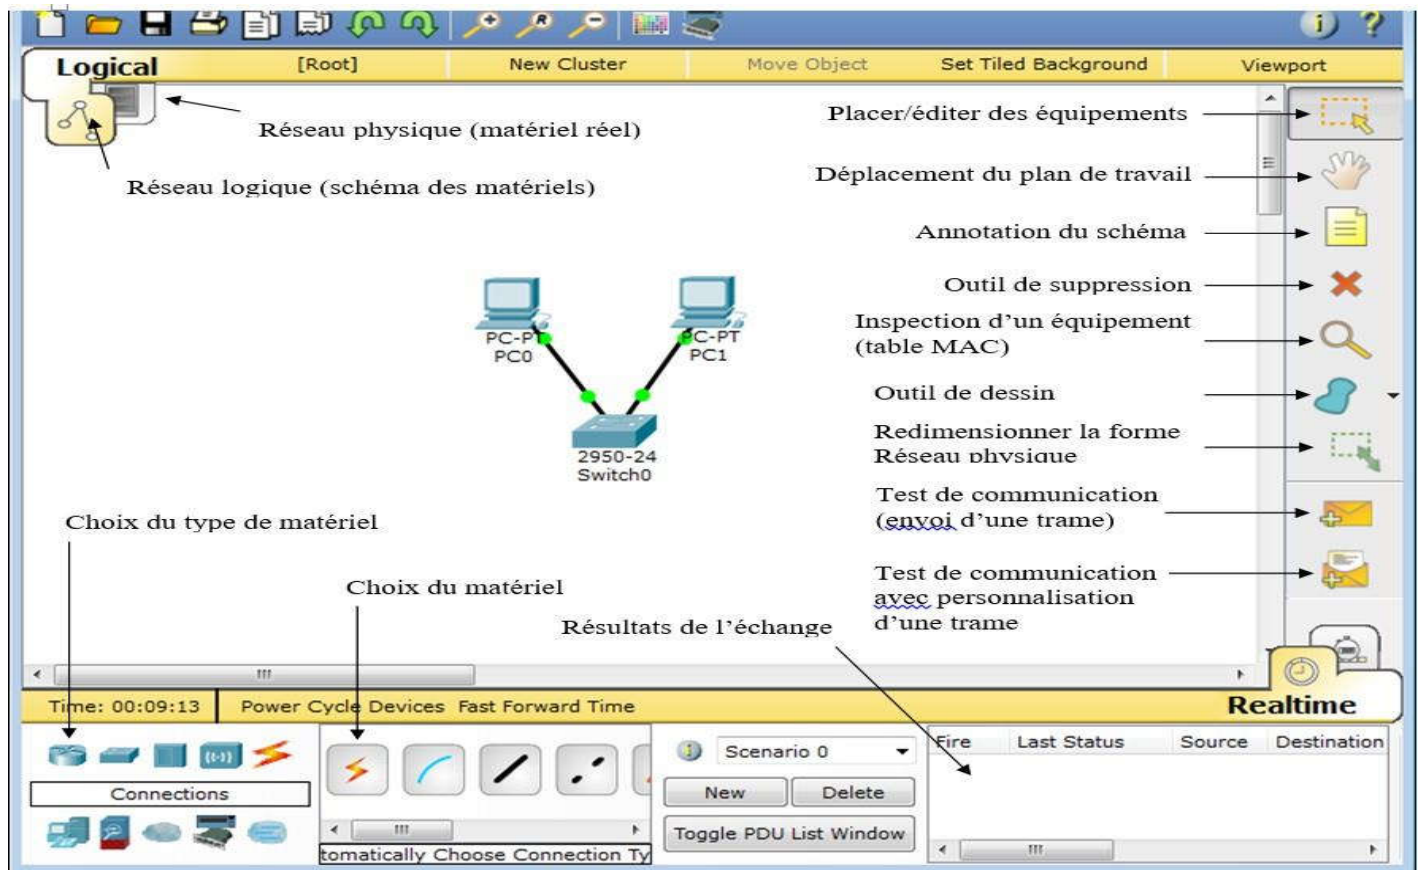 Logical
[Root]
New Cluster
Move Object
Set Tiled Background
Viewport
Réseau physique (matériel réel)
Réseau logique (schéma des matériels)
Placer/éditer des équipements
Déplacement du plan de travail
Annotation du schéma
Outil de suppression
Inspection d'un équipement
(table MAC)
Outil de dessin
Redimensionner la forme
Réseau physique
Test de communication
(envoi d'une trame)
Test de communication
avec personnalisation
d'une trame
PC-PT
PC0
PC-PT
PC1
2950-24
Switch0
Choix du type de matériel
Choix du matériel
Résultats de l'échange
Time: 00:09:13
Power Cycle Devices Fast Forward Time
Realtime
Connections
tomatically Choose Connection Ty
Scenario 0
New
Delete
Toggle PDU List Window
Fire
Last Status
Source
Destination